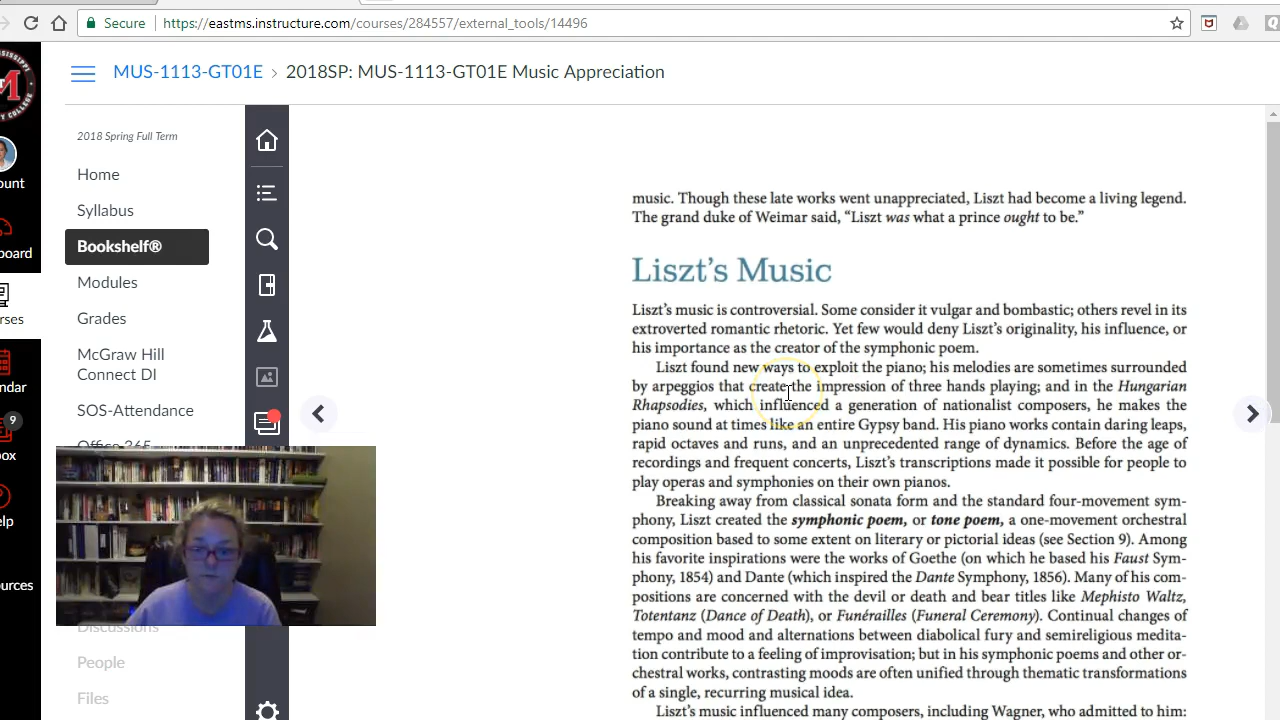 Secure
https://eastms.instructure.com/courses/284557/external_tools/14496
MUS-1113-GT01E > 2018SP: MUS-1113-GT01E Music Appreciation
2018 Spring Full Term
Home
Syllabus
Bookshelf®
Modules
Grades
McGraw Hill
Connect DI
SOS-Attendance
Office 365
Discussions
People
Files
M
ount
board
rses
ndar
9
box
elp
ources
music. Though these late works went unappreciated, Liszt had become a living legend.
The grand duke of Weimar said, “Liszt was what a prince ought to be.”
Liszt’s Music
Liszt’s music is controversial. Some consider it vulgar and bombastic; others revel in its
extroverted romantic rhetoric. Yet few would deny Liszt’s originality, his influence, or
his importance as the creator of the symphonic poem.
Liszt found new ways to exploit the piano; his melodies are sometimes surrounded
by arpeggios that create the impression of three hands playing; and in the Hungarian
Rhapsodies, which influenced a generation of nationalist composers, he makes the
piano sound at times like an entire Gypsy band. His piano works contain daring leaps,
rapid octaves and runs, and an unprecedented range of dynamics. Before the age of
recordings and frequent concerts, Liszt’s transcriptions made it possible for people to
play operas and symphonies on their own pianos.
Breaking away from classical sonata form and the standard four-movement sym-
phony, Liszt created the symphonic poem, or tone poem, a one-movement orchestral
composition based to some extent on literary or pictorial ideas (see Section 9). Among
his favorite inspirations were the works of Goethe (on which he based his Faust Sym-
phony, 1854) and Dante (which inspired the Dante Symphony, 1856). Many of his com-
positions are concerned with the devil or death and bear titles like Mephisto Waltz,
Totentanz (Dance of Death), or Funérailles (Funeral Ceremony). Continual changes of
tempo and mood and alternations between diabolical fury and semireligious medita-
tion contribute to a feeling of improvisation; but in his symphonic poems and other or-
chestral works, contrasting moods are often unified through thematic transformations
of a single, recurring musical idea.
Liszt’s music influenced many composers, including Wagner, who admitted to him: